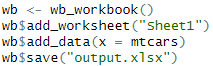 wb <- wb_workbook()
wb$add_worksheet("Sheet1")
wb$add_data(x = mtcars)
wb$save("output.xlsx")